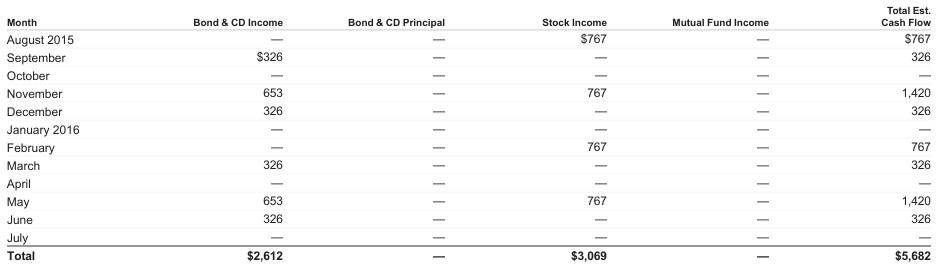 Total Est.
Month Bond & CD Income Bond & CD Principal Stock Income Mutual Fund Income Cash Flow
August 2015 — — $767 — $767
September $326 — — — 326
October — — — — —
November 653 — 767 — 1,420
December 326 — — — 326
January 2016 — — — — —
February — — 767 — 767
March 326 — — — 326
April — — — — —
May 653 — 767 — 1,420
June 326 — — — 326
July — — — — —
Total $2,612 — $3,069 — $5,682